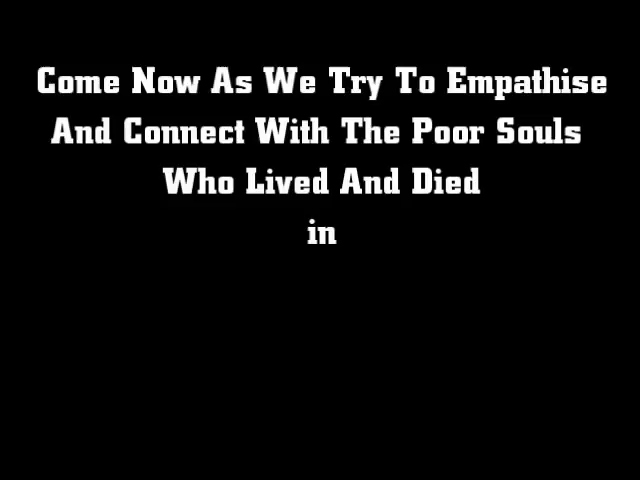 Come Now As We Try To Empathise
And Connect With The Poor Souls
Who Lived And Died
in